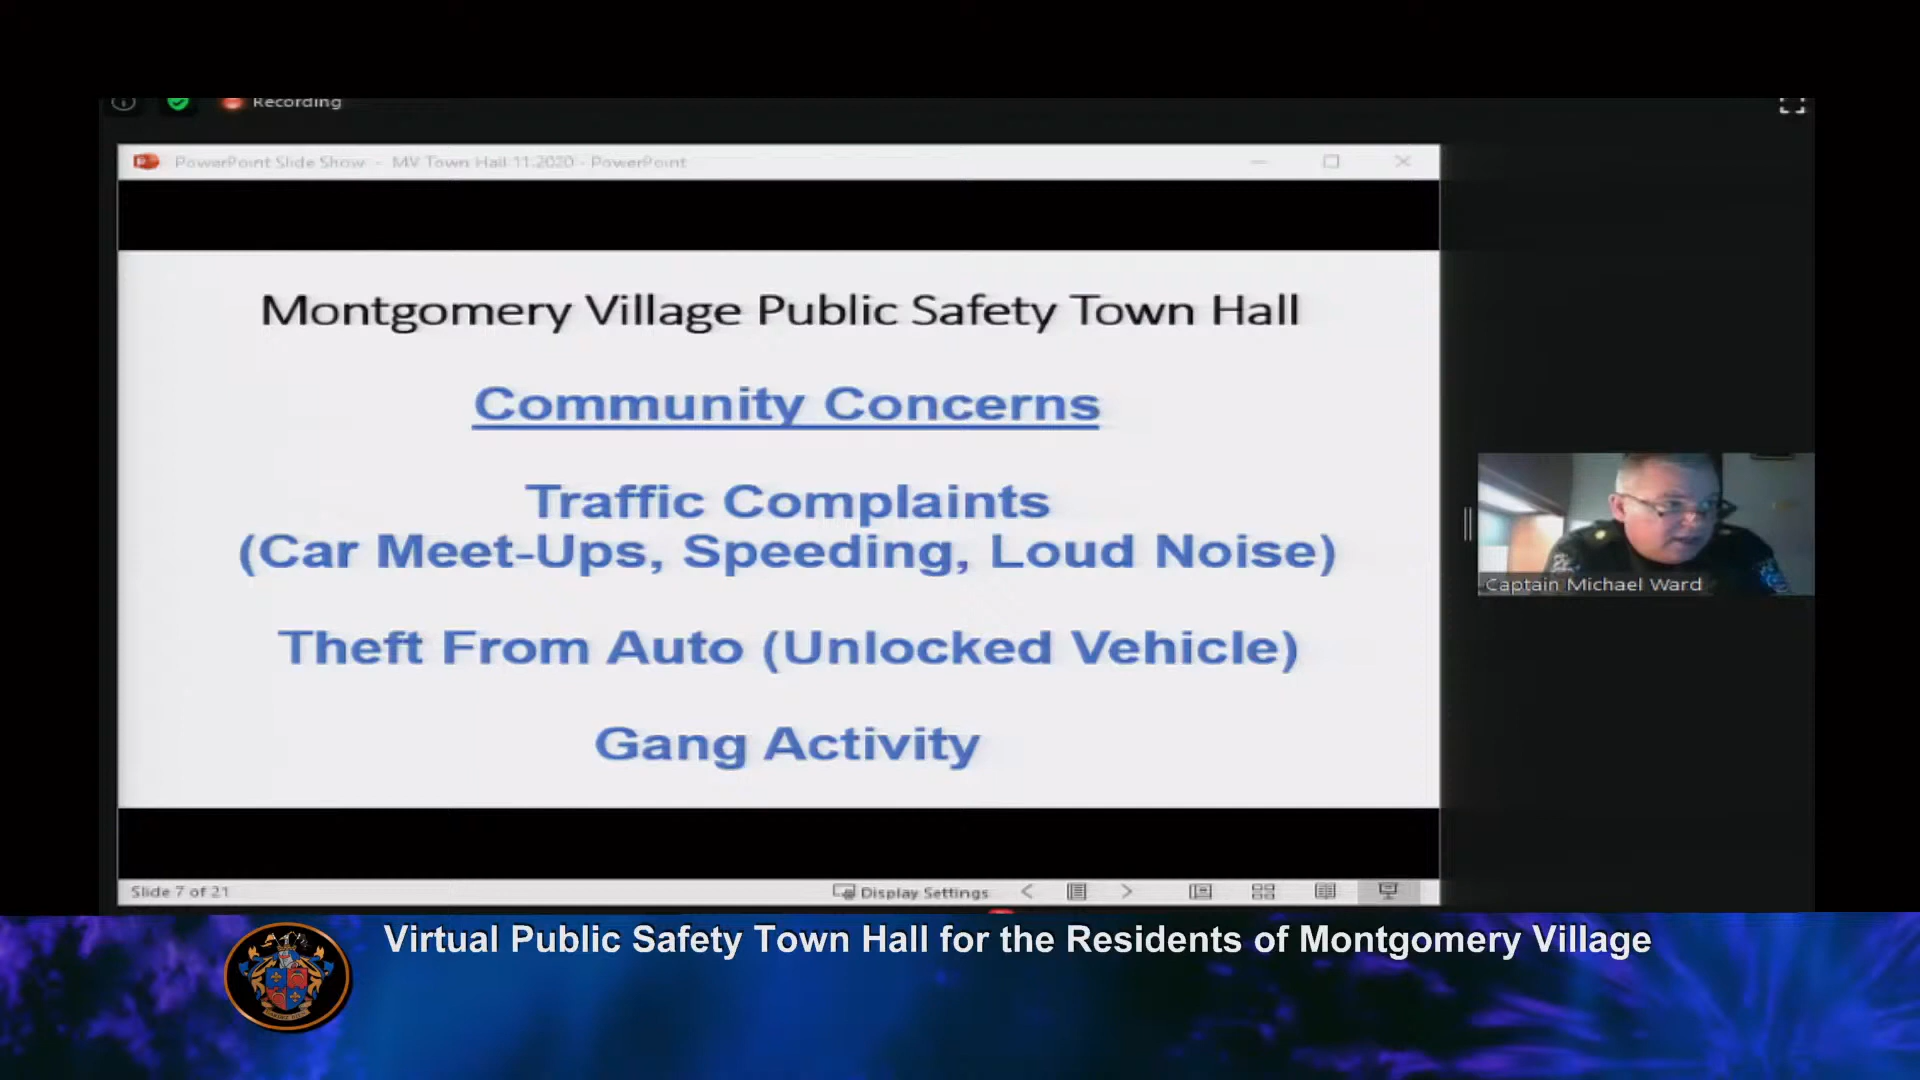 Recording
PowerPoint Slide Show - MV Town Hall 11.2020 - PowerPoint
Montgomery Village Public Safety Town Hall
Community Concerns
Traffic Complaints
(Car Meet-Ups, Speeding, Loud Noise)
Theft From Auto (Unlocked Vehicle)
Gang Activity
Captain Michael Ward
Slide 7 of 21
Display Settings
Virtual Public Safety Town Hall for the Residents of Montgomery Village